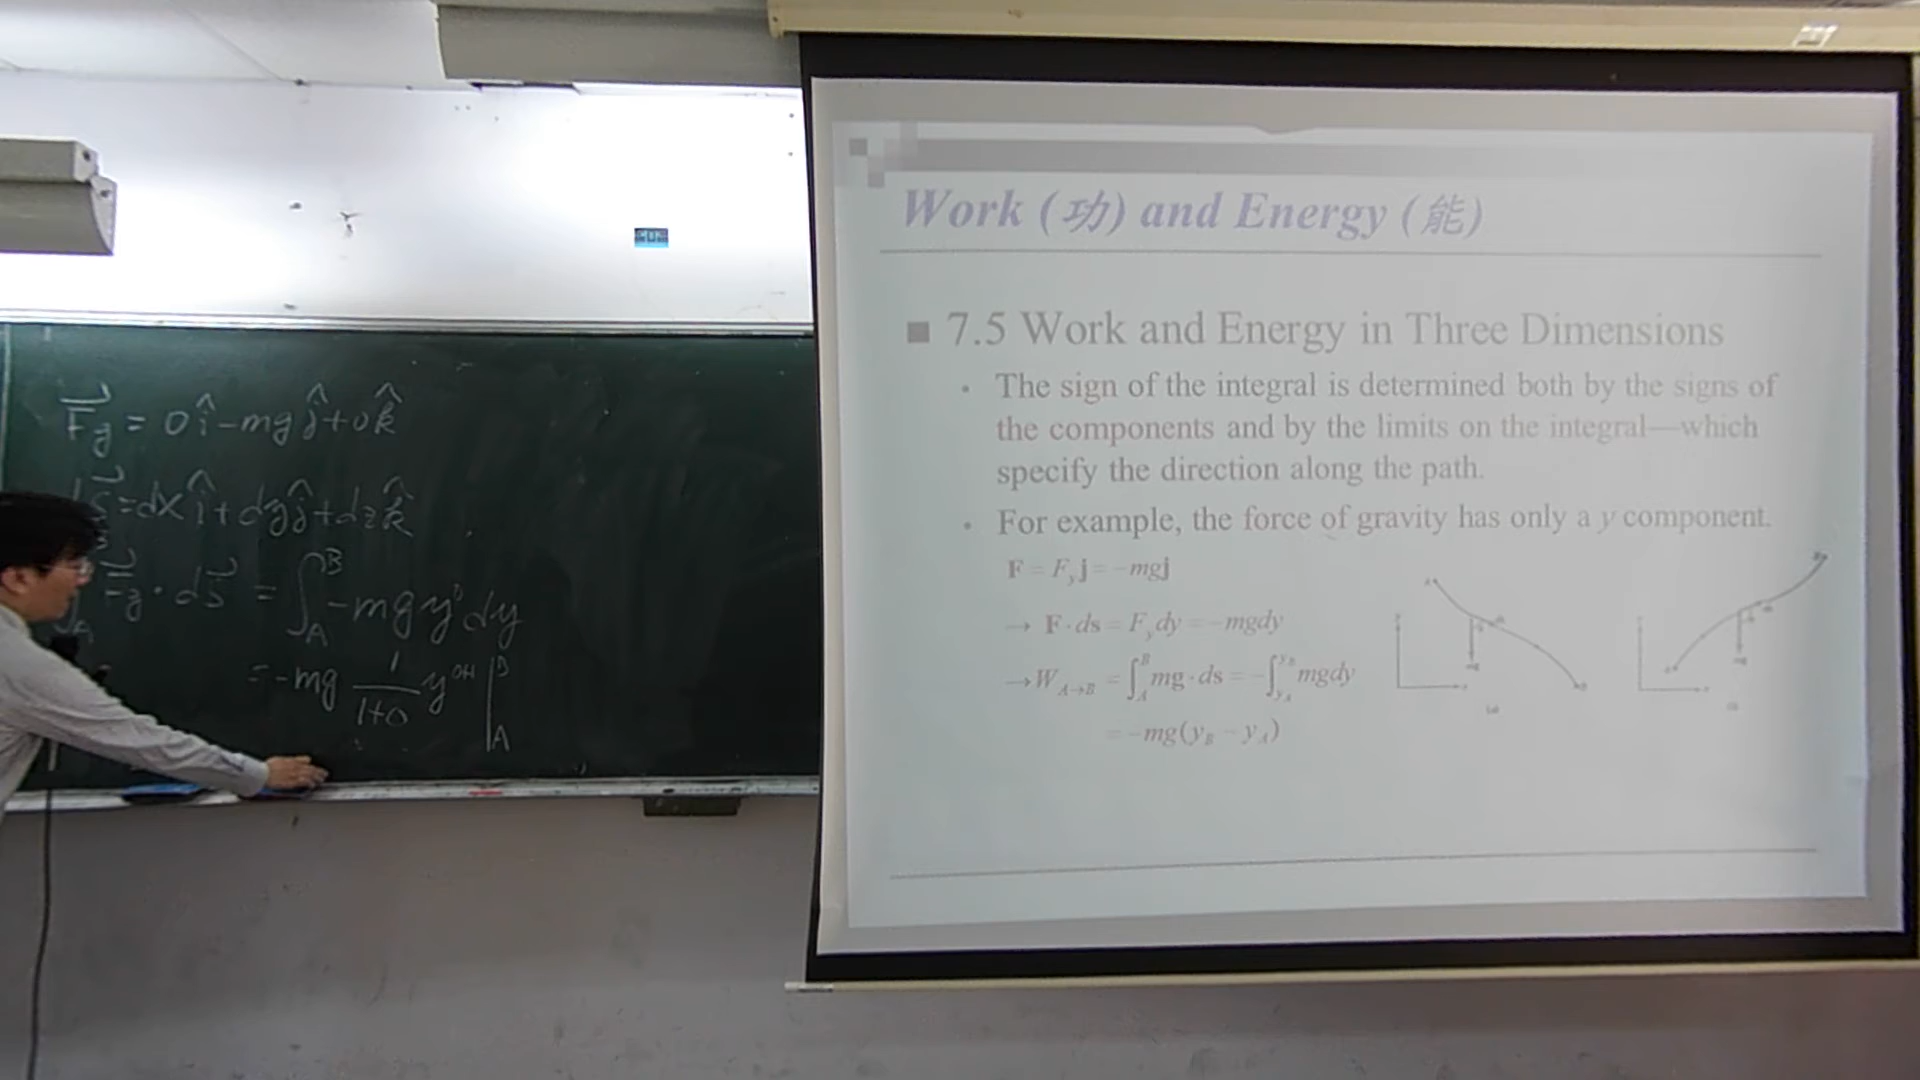 F⃗g = 0î - mgĵ + 0k̂
s⃗ = dxî + dyĵ + dzk̂
A F⃗g · ds⃗ = ∫_A^B -mg y⁰ dy
= -mg 1/(1+0) y^(0+1) |_A^B
Work (功) and Energy (能)
■ 7.5 Work and Energy in Three Dimensions
• The sign of the integral is determined both by the signs of
the components and by the limits on the integral—which
specify the direction along the path.
• For example, the force of gravity has only a y component.
F = F_y j = -mgj
→ F·ds = F_y dy = -mgdy
→ W_{A→B} = ∫_A^B mg·ds = -∫_{y_A}^{y_B} mgdy
= -mg(y_B - y_A)